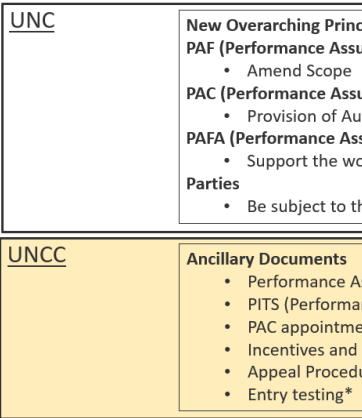 UNC
New Overarching Princ
PAF (Performance Assu
• Amend Scope
PAC (Performance Assu
• Provision of Au
PAFA (Performance Ass
• Support the wo
Parties
• Be subject to th
UNCC
Ancillary Documents
• Performance As
• PITS (Performan
• PAC appointme
• Incentives and
• Appeal Procedu
• Entry testing*